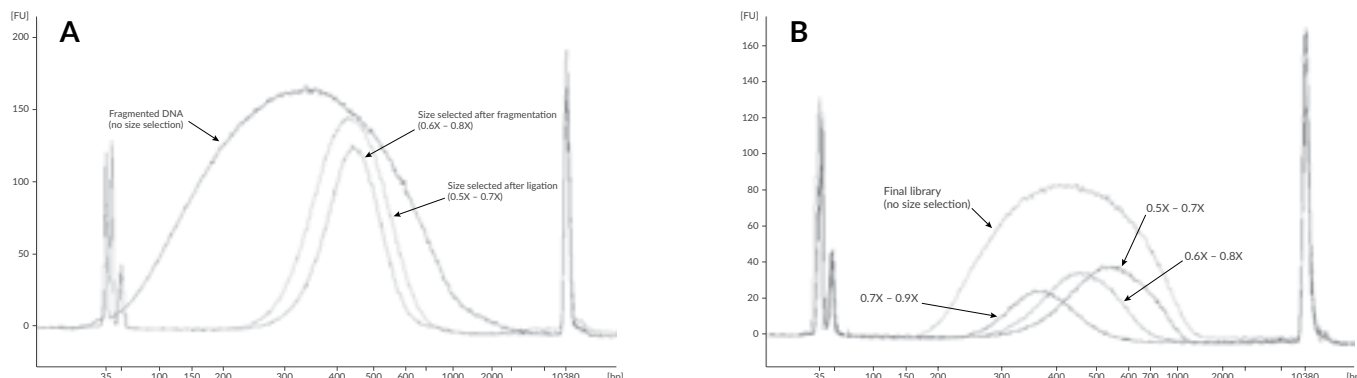 [FU]
A
200
150
100
50
0
Fragmented DNA
(no size selection)
Size selected after fragmentation
(0.6X – 0.8X)
Size selected after ligation
(0.5X – 0.7X)
35 100 150 200 300 400 500 600 1000 2000 10380 [bp]
[FU]
B
160
140
120
100
80
60
40
20
0
Final library
(no size selection)
0.5X – 0.7X
0.6X – 0.8X
0.7X – 0.9X
35 100 150 200 300 400 500 600 700 1000 2000 10380